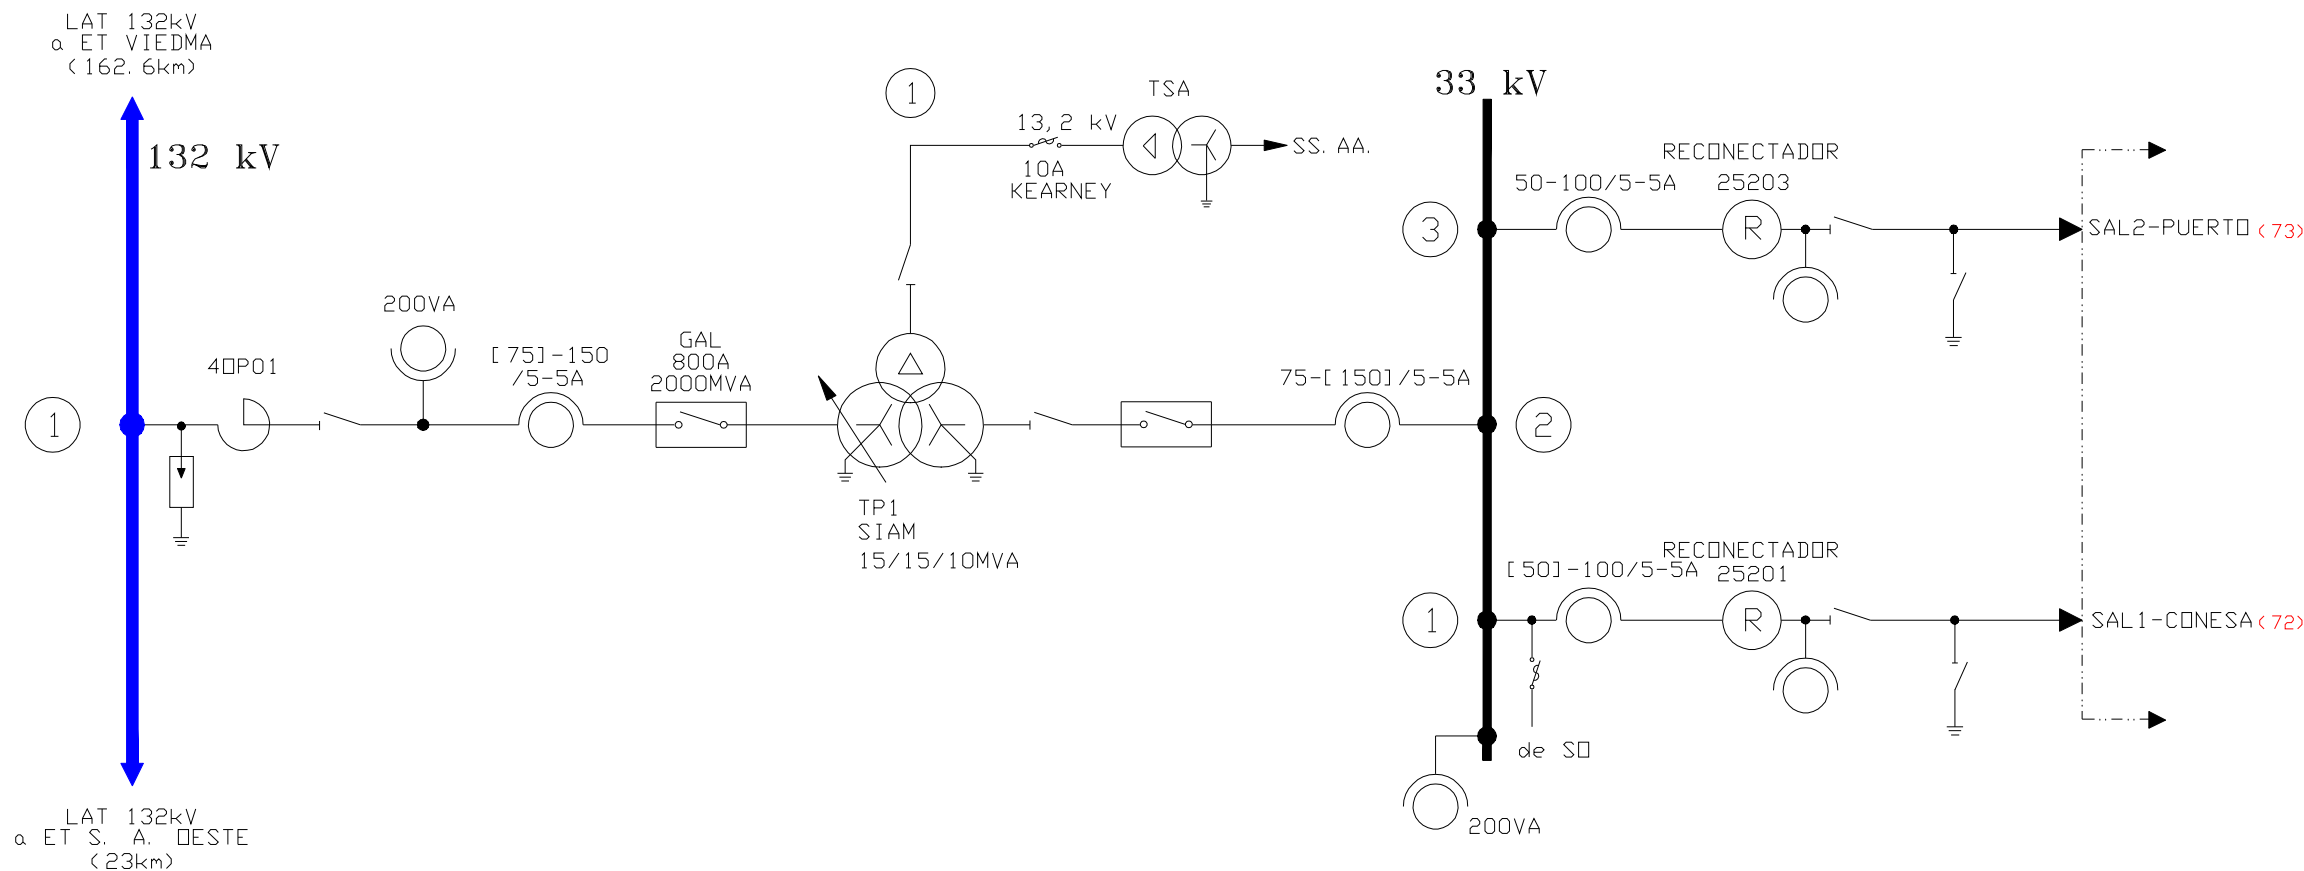 LAT 132kV
a ET VIEDMA
(162.6km)
132 kV
1
40P01
200VA
[75]-150
/5-5A
GAL
800A
2000MVA
1
13,2 kV
10A
KEARNEY
TSA
SS. AA.
TP1
SIAM
15/15/10MVA
75-[150]/5-5A
33 kV
3
50-100/5-5A
RECONECTADOR
25203
R
SAL2-PUERTO (73)
2
1
[50]-100/5-5A
RECONECTADOR
25201
R
SAL1-CONESA (72)
de SO
200VA
LAT 132kV
a ET S. A. OESTE
(23km)